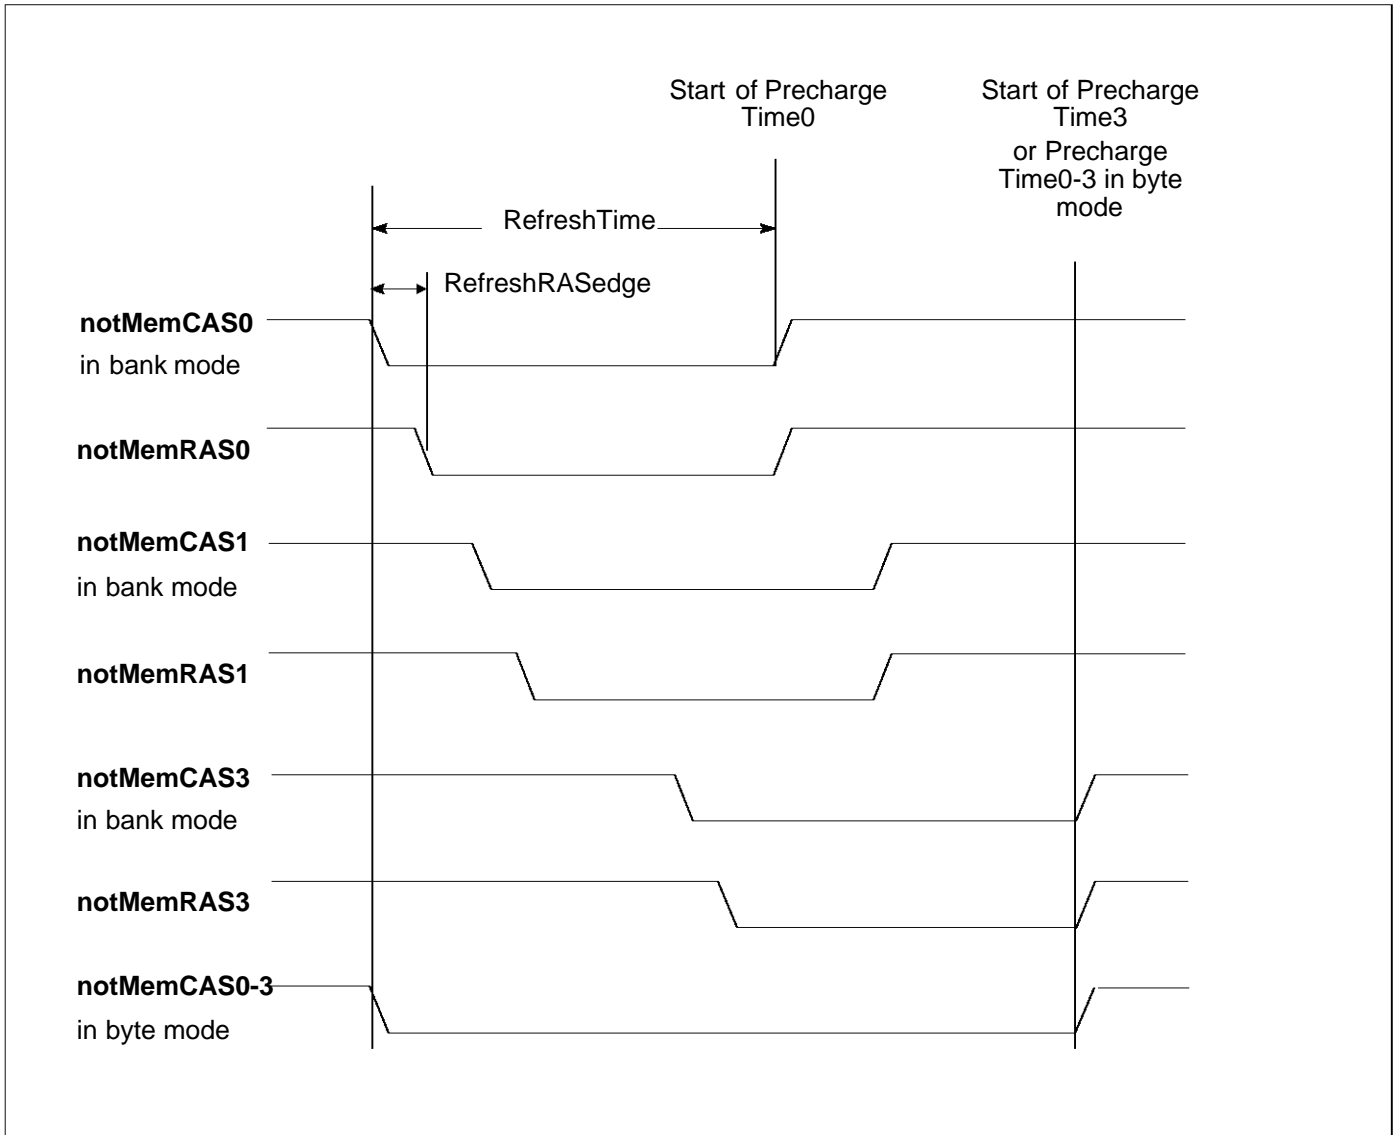 Start of Precharge
Time0
Start of Precharge
Time3
or Precharge
Time0-3 in byte
mode
RefreshTime
RefreshRASedge
notMemCAS0
in bank mode
notMemRAS0
notMemCAS1
in bank mode
notMemRAS1
notMemCAS3
in bank mode
notMemRAS3
notMemCAS0-3
in byte mode